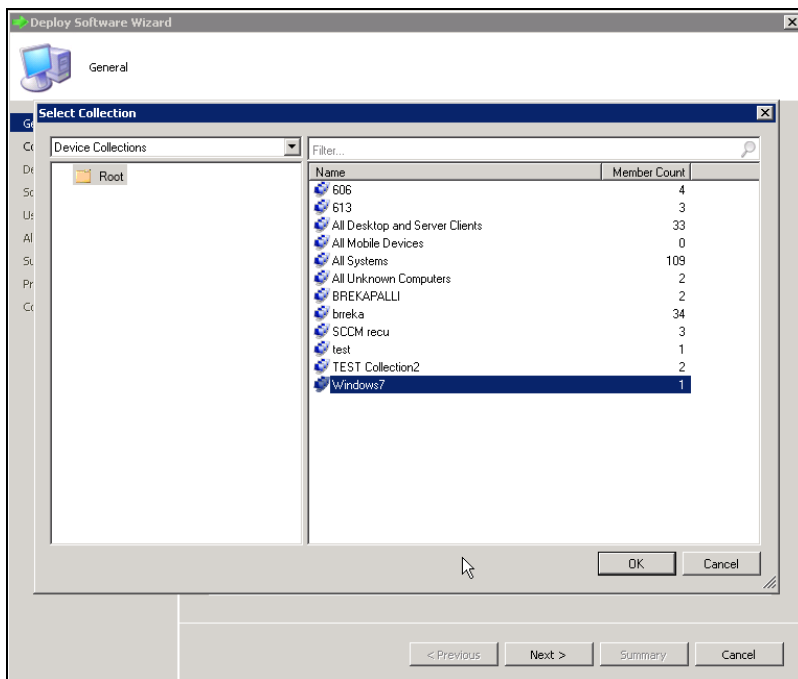 Deploy Software Wizard
General
Select Collection
Device Collections
Filter...
Root
Name Member Count
606 4
613 3
All Desktop and Server Clients 33
All Mobile Devices 0
All Systems 109
All Unknown Computers 2
BREKAPALLI 2
brreka 34
SCCM recu 3
test 1
TEST Collection2 2
Windows7 1
OK Cancel
< Previous Next > Summary Cancel